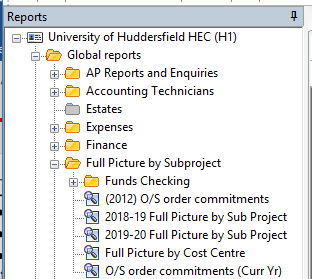 Reports
University of Huddersfield HEC (H1)
Global reports
AP Reports and Enquiries
Accounting Technicians
Estates
Expenses
Finance
Full Picture by Subproject
Funds Checking
(2012) O/S order commitments
2018-19 Full Picture by Sub Project
2019-20 Full Picture by Sub Project
Full Picture by Cost Centre
O/S order commitments (Curr Yr)